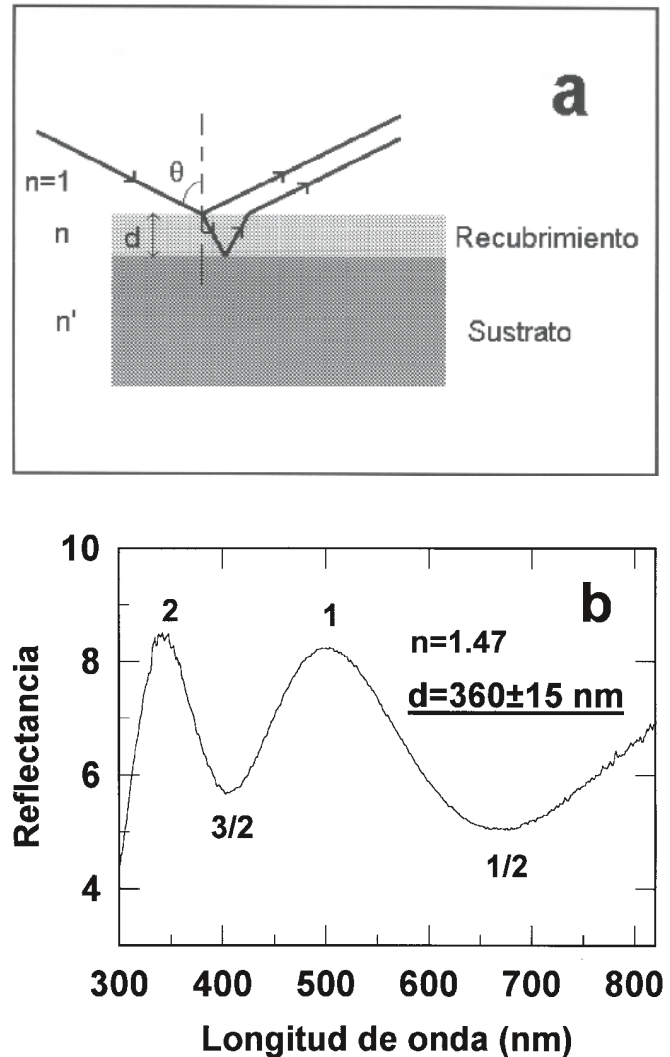 a
θ
n=1
n
d
Recubrimiento
n'
Sustrato
10
b
2
1
n=1.47
8
d=360±15 nm
Reflectancia
6
3/2
1/2
4
300 400 500 600 700 800
Longitud de onda (nm)